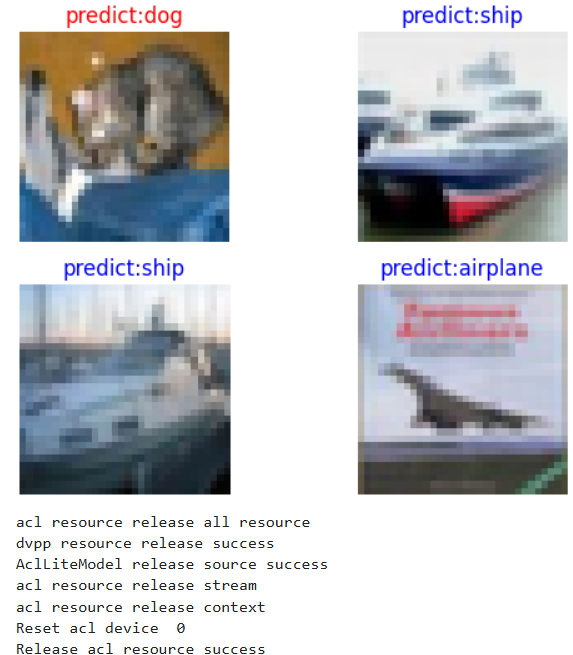 predict:dog
predict:ship
predict:ship
predict:airplane
acl resource release all resource
dvpp resource release success
AclLiteModel release source success
acl resource release stream
acl resource release context
Reset acl device  0
Release acl resource success